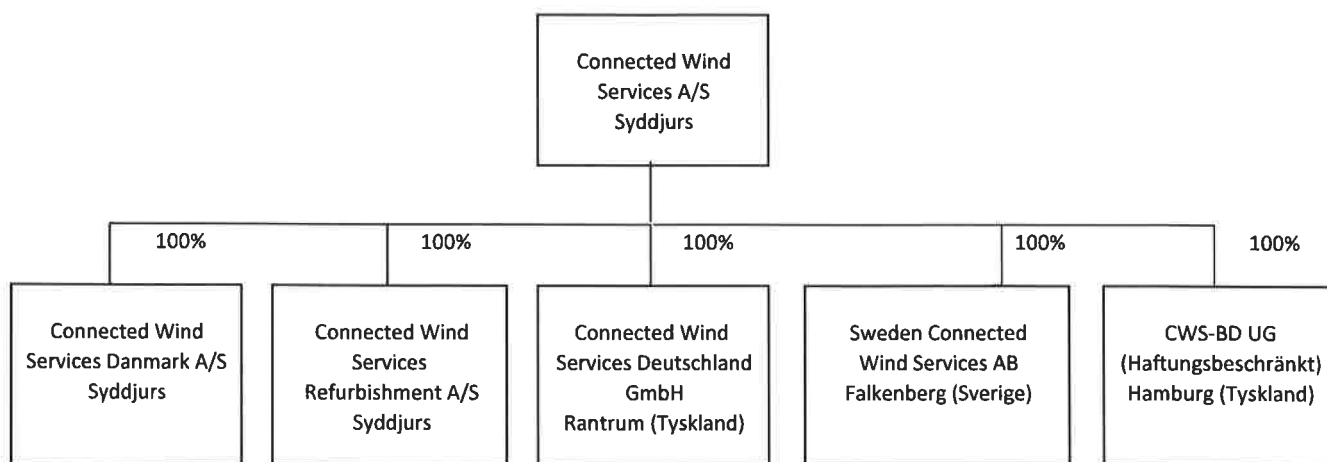 Connected Wind
Services A/S
Syddjurs
100%
100%
100%
100%
100%
Connected Wind
Services Danmark A/S
Syddjurs
Connected Wind
Services
Refurbishment A/S
Syddjurs
Connected Wind
Services Deutschland
GmbH
Rantrum (Tyskland)
Sweden Connected
Wind Services AB
Falkenberg (Sverige)
CWS-BD UG
(Haftungsbeschränkt)
Hamburg (Tyskland)